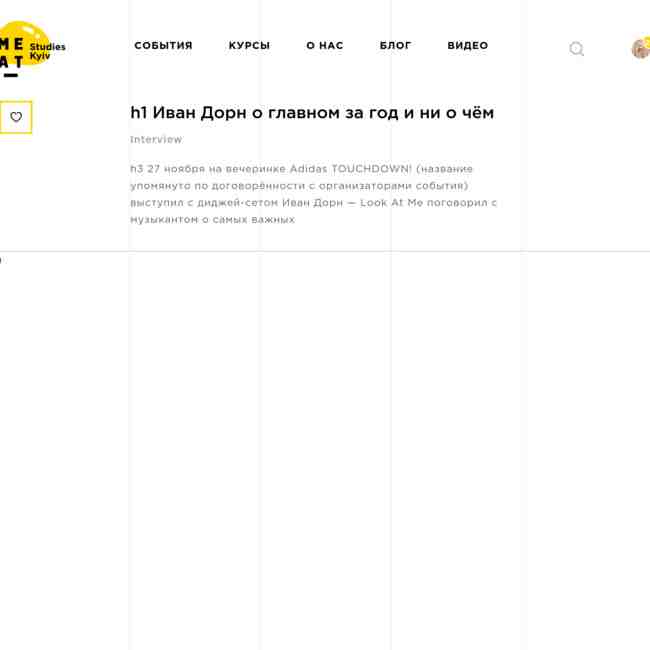 ME
AT
Studies
Kyiv
СОБЫТИЯ КУРСЫ О НАС БЛОГ ВИДЕО
h1 Иван Дорн о главном за год и ни о чём
Interview
h3 27 ноября на вечеринке Adidas TOUCHDOWN! (название
упомянуто по договорённости с организаторами события)
выступил с диджей-сетом Иван Дорн — Look At Me поговорил с
музыкантом о самых важных